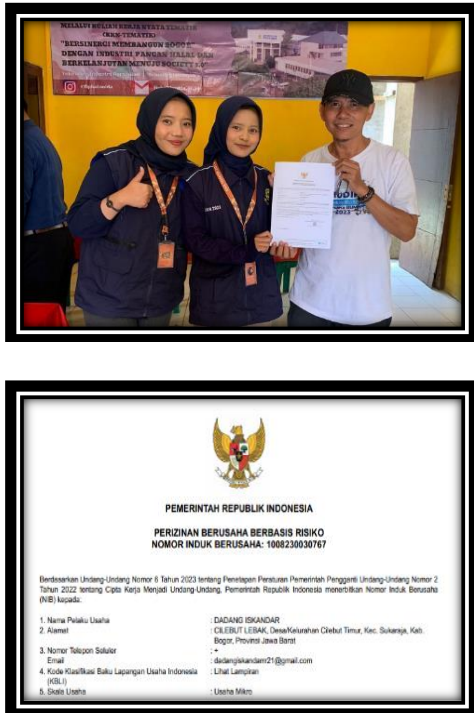 MELALUI KULIAH KERJA NYATA TEMATIK
(KKN-TEMATIK)
"BERSINERGI MEMBANGUN BOGOR
DENGAN INDUSTRI PANGAN HALAL DAN
BERKELANJUTAN MENUJU SOCIETY 5.0"
2023
PEMERINTAH REPUBLIK INDONESIA
PERIZINAN BERUSAHA BERBASIS RISIKO
NOMOR INDUK BERUSAHA: 1008230030767
Berdasarkan Undang-Undang Nomor 6 Tahun 2023 tentang Penetapan Peraturan Pemerintah Pengganti Undang-Undang Nomor 2
Tahun 2022 tentang Cipta Kerja Menjadi Undang-Undang, Pemerintah Republik Indonesia menerbitkan Nomor Induk Berusaha
(NIB) kepada:
1. Nama Pelaku Usaha : DADANG ISKANDAR
2. Alamat : CILEBUT LEBAK, Desa/Kelurahan Cilebut Timur, Kec. Sukaraja, Kab.
Bogor, Provinsi Jawa Barat
3. Nomor Telepon Seluler : +
Email : dadangiskandarr21@gmail.com
4. Kode Klasifikasi Baku Lapangan Usaha Indonesia : Lihat Lampiran
(KBLI)
5. Skala Usaha : Usaha Mikro